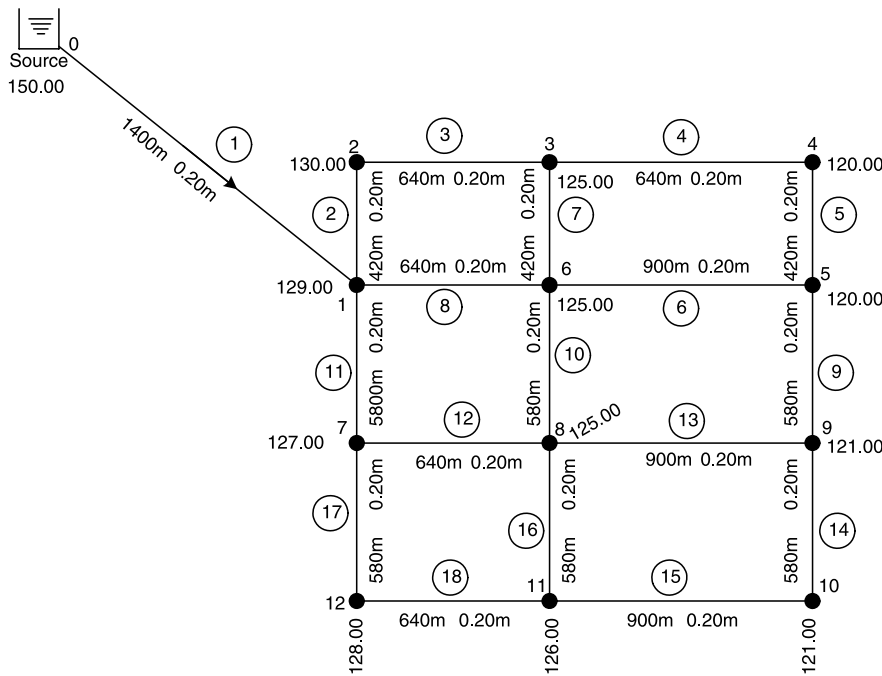 0
Source
150.00
1
1400m 0.20m
2
3
3
4
4
130.00
640m 0.20m
125.00
640m 0.20m
120.00
2
420m 0.20m
420m 0.20m
7
420m 0.20m
5
129.00
1
640m 0.20m
6
900m 0.20m
5
8
125.00
6
120.00
11
5800m 0.20m
580m 0.20m
10
580m 0.20m
9
7
12
8
125.00
13
9
127.00
640m 0.20m
900m 0.20m
121.00
17
580m 0.20m
16
580m 0.20m
580m 0.20m
14
12
18
11
15
10
640m 0.20m
900m 0.20m
128.00
126.00
121.00